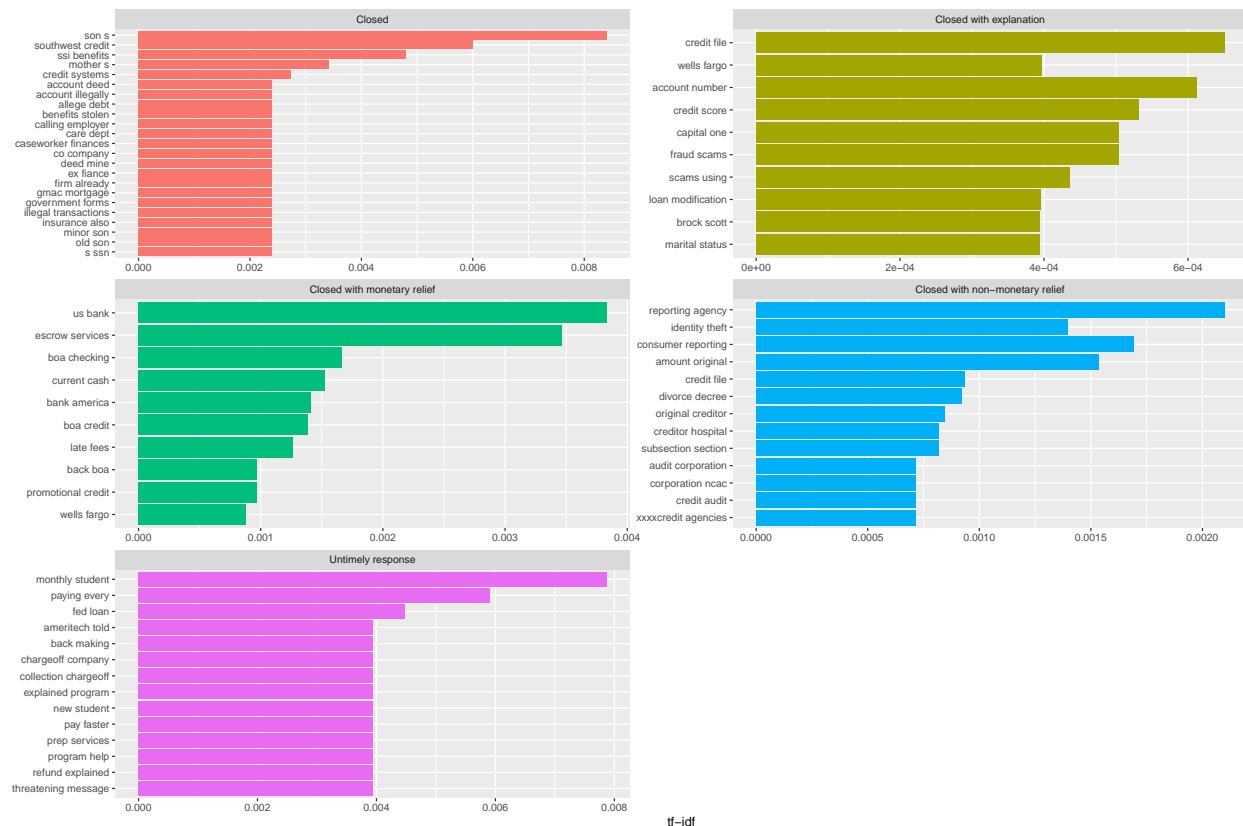 Closed
son s
southwest credit
ssi benefits
mother s
credit systems
account deed
account illegally
allege debt
benefits stolen
calling employer
care dept
caseworker finances
co company
deed mine
ex fiance
firm already
gmac mortgage
government forms
illegal transactions
insurance also
minor son
old son
s ssn
0.000 0.002 0.004 0.006 0.008
Closed with explanation
credit file
wells fargo
account number
credit score
capital one
fraud scams
scams using
loan modification
brock scott
marital status
0e+00 2e−04 4e−04 6e−04
Closed with monetary relief
us bank
escrow services
boa checking
current cash
bank america
boa credit
late fees
back boa
promotional credit
wells fargo
0.000 0.001 0.002 0.003 0.004
Closed with non−monetary relief
reporting agency
identity theft
consumer reporting
amount original
credit file
divorce decree
original creditor
creditor hospital
subsection section
audit corporation
corporation ncac
credit audit
xxxxcredit agencies
0.0000 0.0005 0.0010 0.0015 0.0020
Untimely response
monthly student
paying every
fed loan
ameritech told
back making
chargeoff company
collection chargeoff
explained program
new student
pay faster
prep services
program help
refund explained
threatening message
0.000 0.002 0.004 0.006 0.008
tf−idf